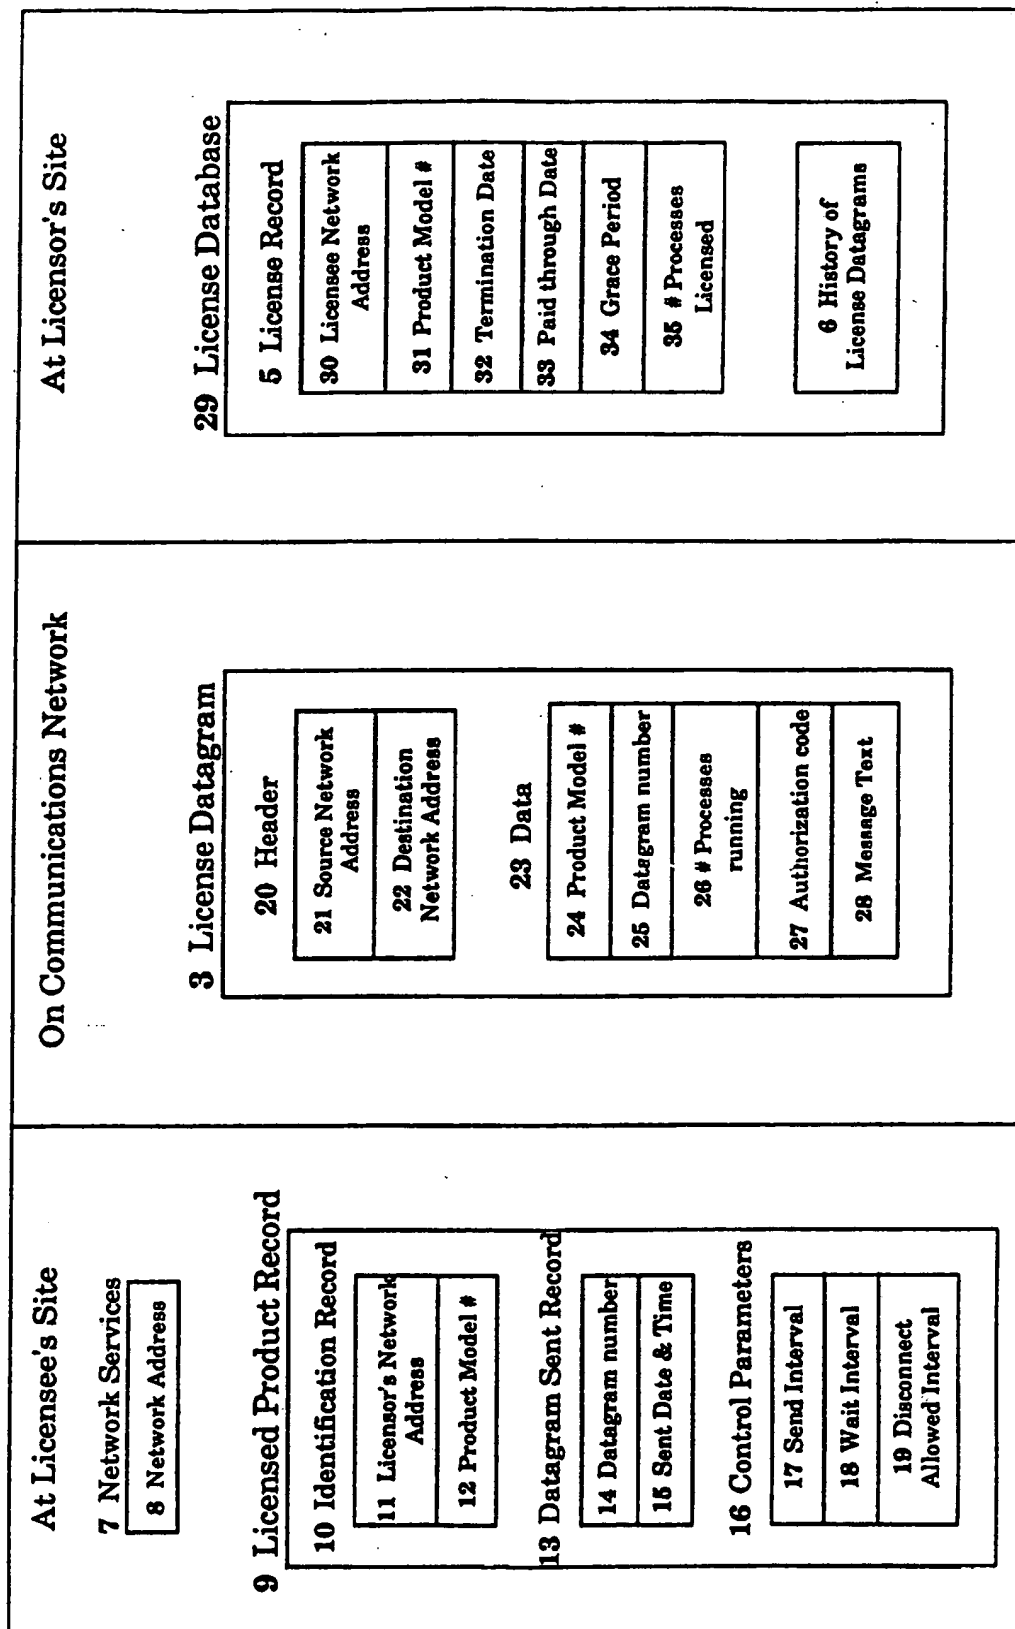 At Licensee's Site
7 Network Services
8 Network Address
9 Licensed Product Record
10 Identification Record
11 Licensor's Network
Address
12 Product Model #
13 Datagram Sent Record
14 Datagram number
15 Sent Date & Time
16 Control Parameters
17 Send Interval
18 Wait Interval
19 Disconnect
Allowed Interval
On Communications Network
3 License Datagram
20 Header
21 Source Network
Address
22 Destination
Network Address
23 Data
24 Product Model #
25 Datagram number
26 # Processes
running
27 Authorization code
28 Message Text
At Licensor's Site
29 License Database
5 License Record
30 Licensee Network
Address
31 Product Model #
32 Termination Date
33 Paid through Date
34 Grace Period
35 # Processes
Licensed
6 History of
License Datagrams